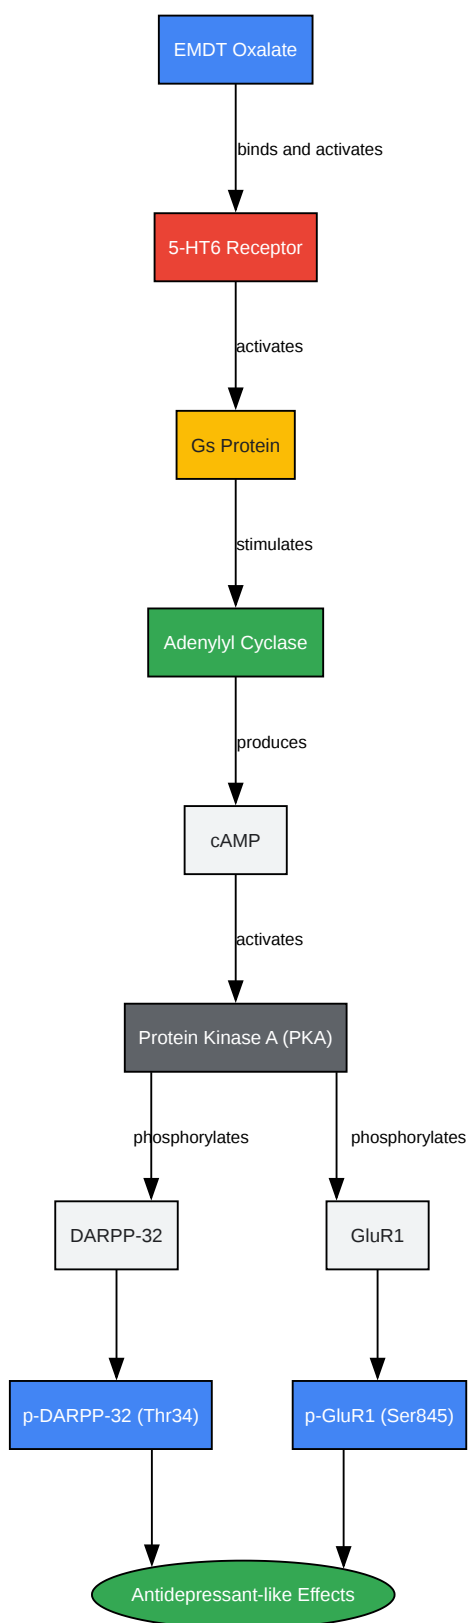 EMDT Oxalate
binds and activates
5-HT6 Receptor
activates
Gs Protein
stimulates
Adenylyl Cyclase
produces
cAMP
activates
Protein Kinase A (PKA)
phosphorylates
phosphorylates
DARPP-32
GluR1
p-DARPP-32 (Thr34)
p-GluR1 (Ser845)
Antidepressant-like Effects